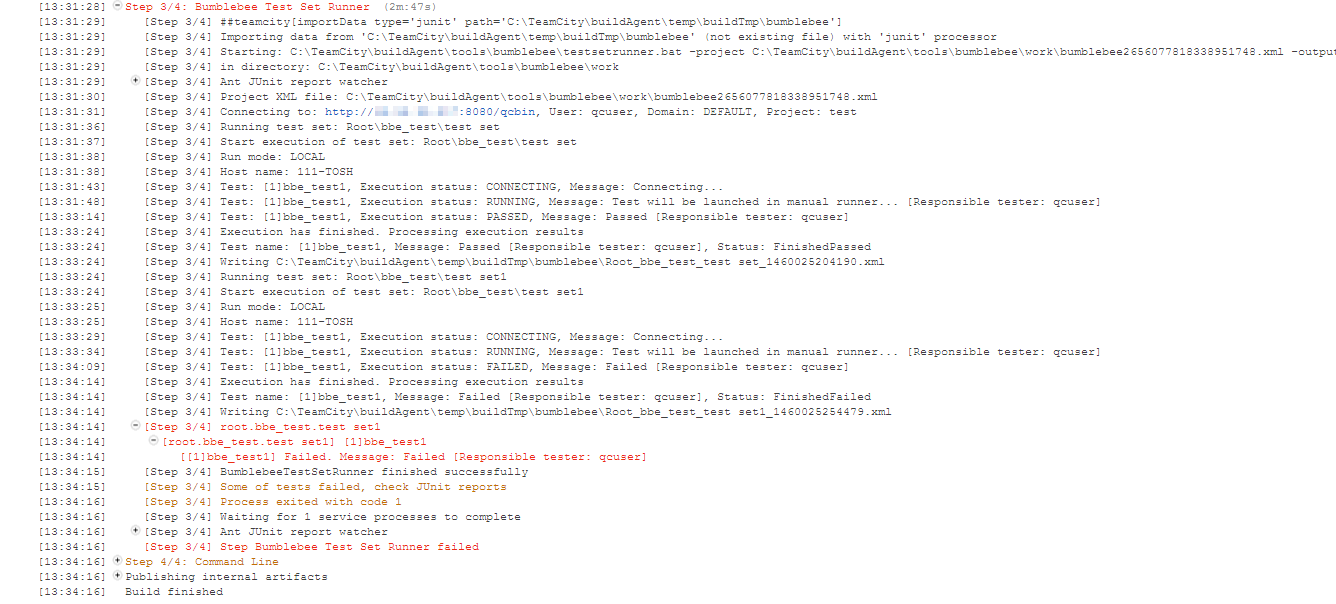 [13:31:28] Step 3/4: Bumblebee Test Set Runner (2m:47s)
[13:31:29] [Step 3/4] ##teamcity[importData type='junit' path='C:\TeamCity\buildAgent\temp\buildTmp\bumblebee']
[13:31:29] [Step 3/4] Importing data from 'C:\TeamCity\buildAgent\temp\buildTmp\bumblebee' (not existing file) with 'junit' processor
[13:31:29] [Step 3/4] Starting: C:\TeamCity\buildAgent\tools\bumblebee\testsetrunner.bat -project C:\TeamCity\buildAgent\tools\bumblebee\work\bumblebee2656077818338951748.xml -output
[13:31:29] [Step 3/4] in directory: C:\TeamCity\buildAgent\tools\bumblebee\work
[13:31:29] [Step 3/4] Ant JUnit report watcher
[13:31:30] [Step 3/4] Project XML file: C:\TeamCity\buildAgent\tools\bumblebee\work\bumblebee2656077818338951748.xml
[13:31:31] [Step 3/4] Connecting to: http:// :8080/qcbin, User: qcuser, Domain: DEFAULT, Project: test
[13:31:36] [Step 3/4] Running test set: Root\bbe_test\test set
[13:31:37] [Step 3/4] Start execution of test set: Root\bbe_test\test set
[13:31:38] [Step 3/4] Run mode: LOCAL
[13:31:38] [Step 3/4] Host name: 111-TOSH
[13:31:43] [Step 3/4] Test: [1]bbe_test1, Execution status: CONNECTING, Message: Connecting...
[13:31:48] [Step 3/4] Test: [1]bbe_test1, Execution status: RUNNING, Message: Test will be launched in manual runner... [Responsible tester: qcuser]
[13:33:14] [Step 3/4] Test: [1]bbe_test1, Execution status: PASSED, Message: Passed [Responsible tester: qcuser]
[13:33:24] [Step 3/4] Execution has finished. Processing execution results
[13:33:24] [Step 3/4] Test name: [1]bbe_test1, Message: Passed [Responsible tester: qcuser], Status: FinishedPassed
[13:33:24] [Step 3/4] Writing C:\TeamCity\buildAgent\temp\buildTmp\bumblebee\Root_bbe_test_test set_1460025204190.xml
[13:33:24] [Step 3/4] Running test set: Root\bbe_test\test set1
[13:33:24] [Step 3/4] Start execution of test set: Root\bbe_test\test set1
[13:33:25] [Step 3/4] Run mode: LOCAL
[13:33:25] [Step 3/4] Host name: 111-TOSH
[13:33:29] [Step 3/4] Test: [1]bbe_test1, Execution status: CONNECTING, Message: Connecting...
[13:33:34] [Step 3/4] Test: [1]bbe_test1, Execution status: RUNNING, Message: Test will be launched in manual runner... [Responsible tester: qcuser]
[13:34:09] [Step 3/4] Test: [1]bbe_test1, Execution status: FAILED, Message: Failed [Responsible tester: qcuser]
[13:34:14] [Step 3/4] Execution has finished. Processing execution results
[13:34:14] [Step 3/4] Test name: [1]bbe_test1, Message: Failed [Responsible tester: qcuser], Status: FinishedFailed
[13:34:14] [Step 3/4] Writing C:\TeamCity\buildAgent\temp\buildTmp\bumblebee\Root_bbe_test_test set1_1460025254479.xml
[13:34:14] [Step 3/4] root.bbe_test.test set1
[13:34:14] [root.bbe_test.test set1] [1]bbe_test1
[13:34:14] [[1]bbe_test1] Failed. Message: Failed [Responsible tester: qcuser]
[13:34:15] [Step 3/4] BumblebeeTestSetRunner finished successfully
[13:34:15] [Step 3/4] Some of tests failed, check JUnit reports
[13:34:16] [Step 3/4] Process exited with code 1
[13:34:16] [Step 3/4] Waiting for 1 service processes to complete
[13:34:16] [Step 3/4] Ant JUnit report watcher
[13:34:16] [Step 3/4] Step Bumblebee Test Set Runner failed
[13:34:16] Step 4/4: Command Line
[13:34:16] Publishing internal artifacts
[13:34:16] Build finished